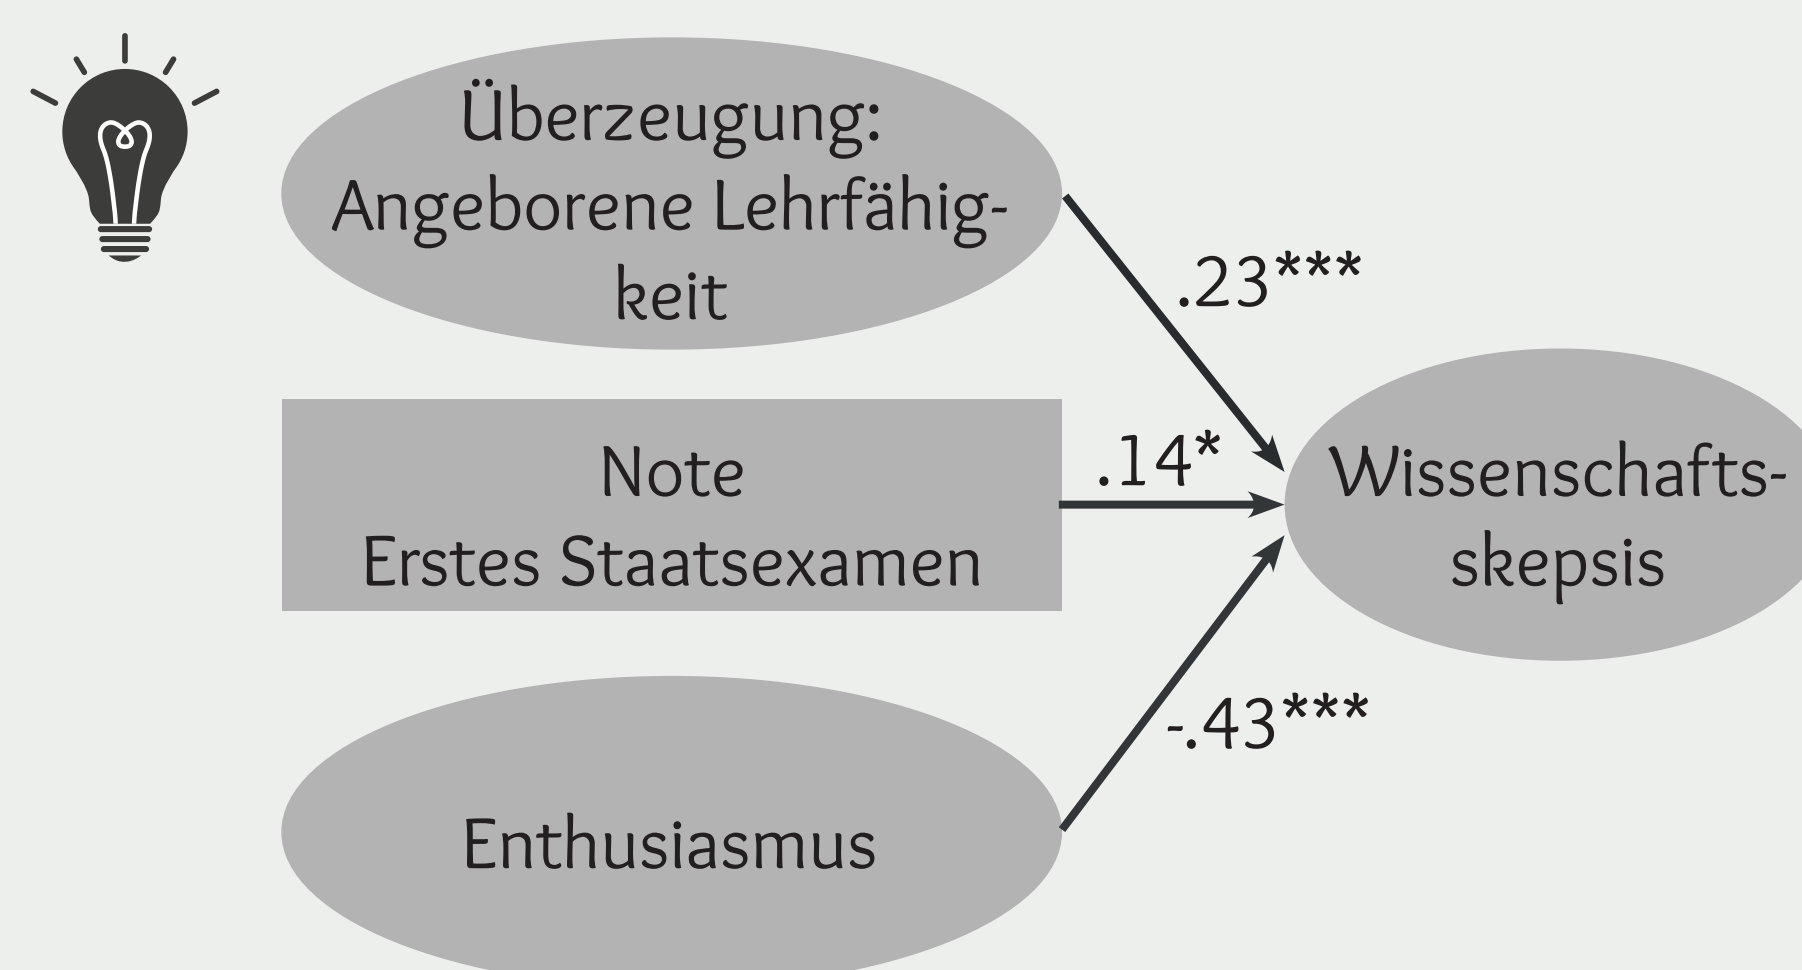 Überzeugung:
Angeborene Lehrfähig-
keit
.23***
Note
Erstes Staatsexamen
.14*
Wissenschafts-
skepsis
-.43***
Enthusiasmus